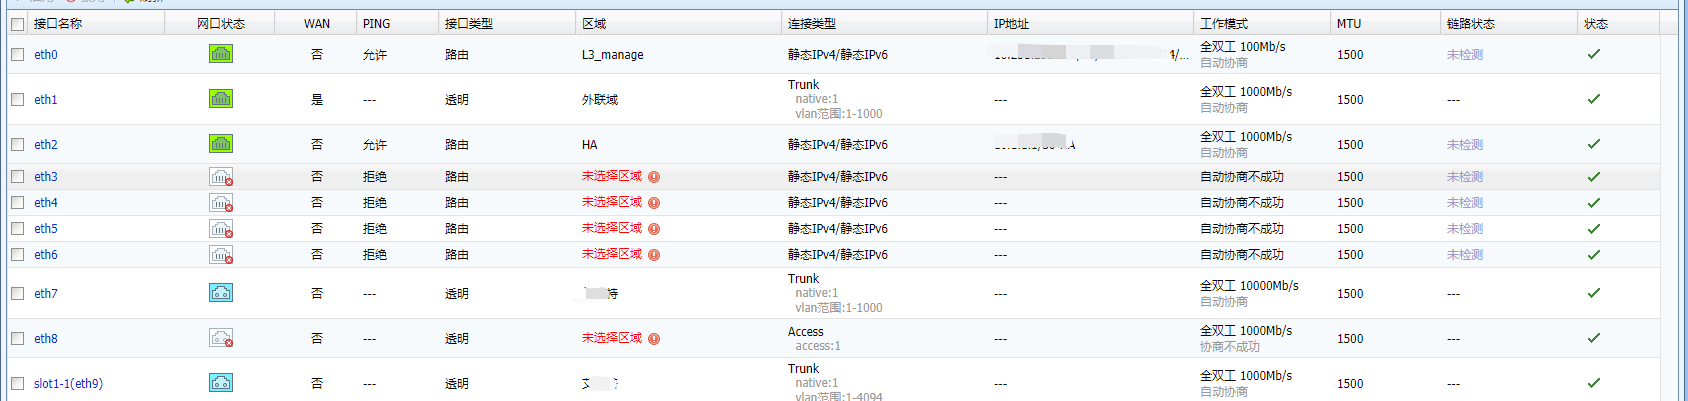 接口名称 网口状态 WAN PING 接口类型 区域 连接类型 IP地址 工作模式 MTU 链路状态 状态
eth0 否 允许 路由 L3_manage 静态IPv4/静态IPv6 4/... 全双工 100Mb/s 1500 未检测
自动协商
eth1 是 --- 透明 外联域 Trunk --- 全双工 1000Mb/s 1500 ---
native:1 自动协商
vlan范围:1-1000
eth2 否 允许 路由 HA 静态IPv4/静态IPv6 全双工 1000Mb/s 1500 未检测
自动协商
eth3 否 拒绝 路由 未选择区域 静态IPv4/静态IPv6 --- 自动协商不成功 1500 未检测
eth4 否 拒绝 路由 未选择区域 静态IPv4/静态IPv6 --- 自动协商不成功 1500 未检测
eth5 否 拒绝 路由 未选择区域 静态IPv4/静态IPv6 --- 自动协商不成功 1500 未检测
eth6 否 拒绝 路由 未选择区域 静态IPv4/静态IPv6 --- 自动协商不成功 1500 未检测
eth7 否 --- 透明 Trunk --- 全双工 10000Mb/s 1500 ---
native:1 自动协商
vlan范围:1-1000
eth8 否 --- 透明 未选择区域 Access --- 全双工 1000Mb/s 1500 ---
access:1 协商不成功
slot1-1(eth9) 否 --- 透明 Trunk --- 全双工 1000Mb/s 1500 ---
native:1 自动协商
vlan范围:1-4094